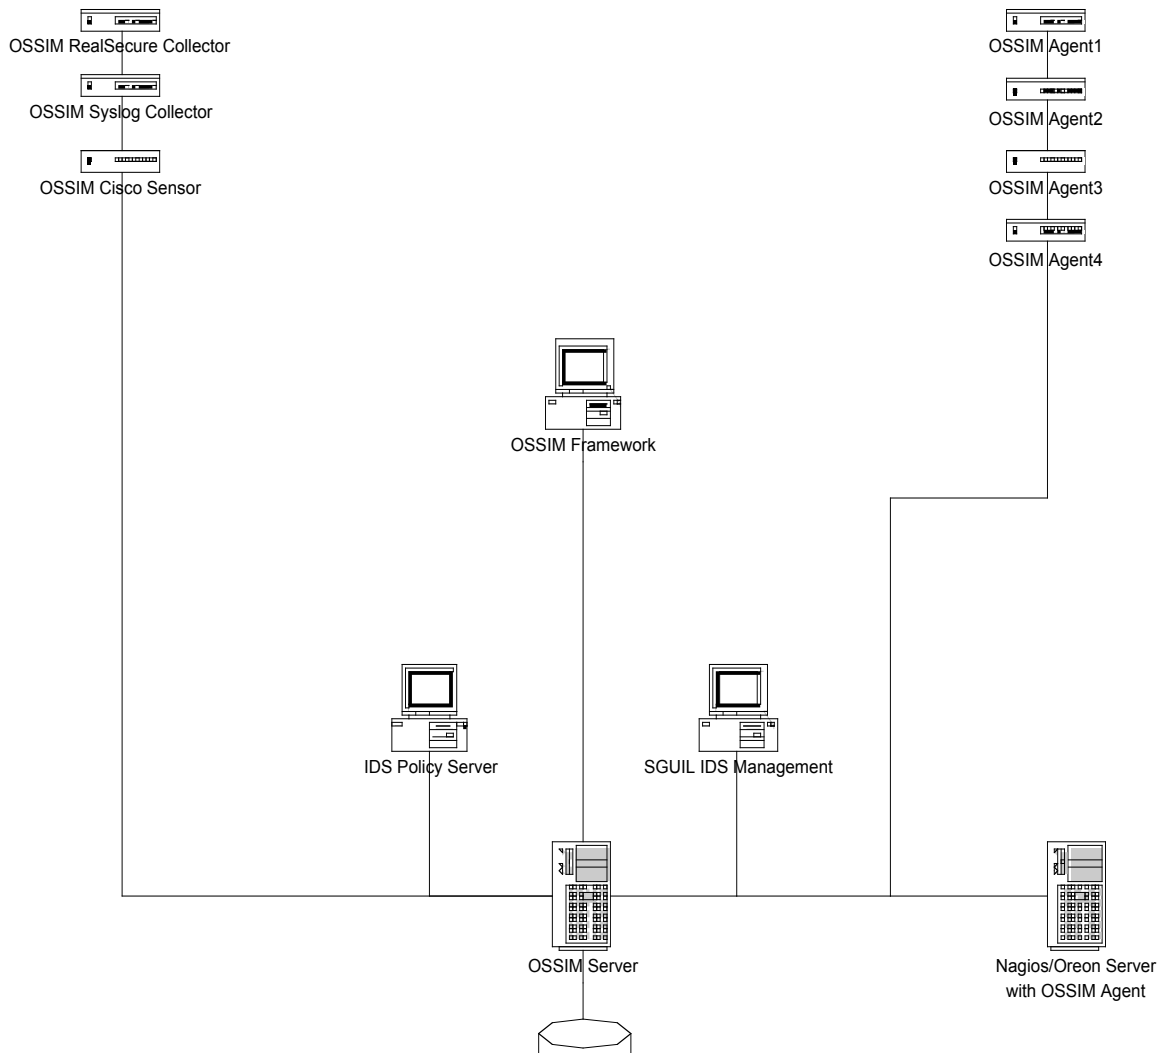 OSSIM RealSecure Collector
OSSIM Syslog Collector
OSSIM Cisco Sensor
OSSIM Agent1
OSSIM Agent2
OSSIM Agent3
OSSIM Agent4
OSSIM Framework
IDS Policy Server
SGUIL IDS Management
OSSIM Server
Nagios/Oreon Server
with OSSIM Agent